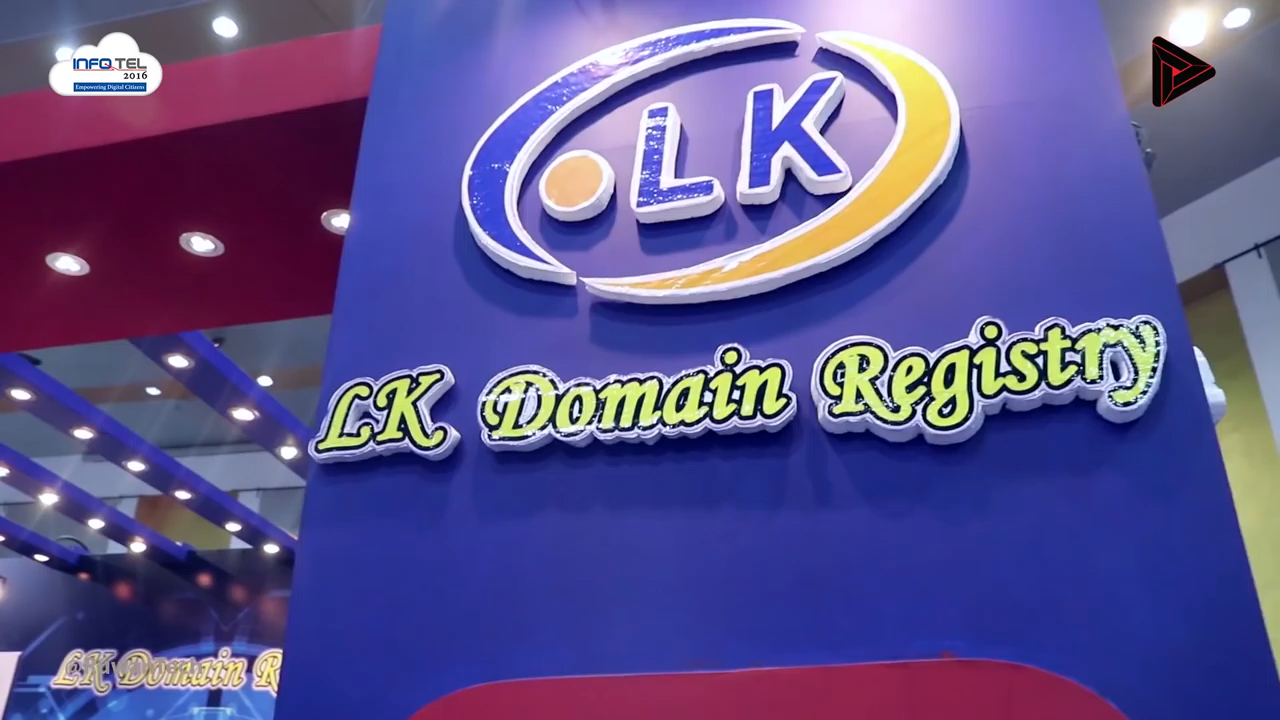 INFOTEL
2016
Empowering Digital Citizens
.LK
LK Domain Registry
LK Domain R